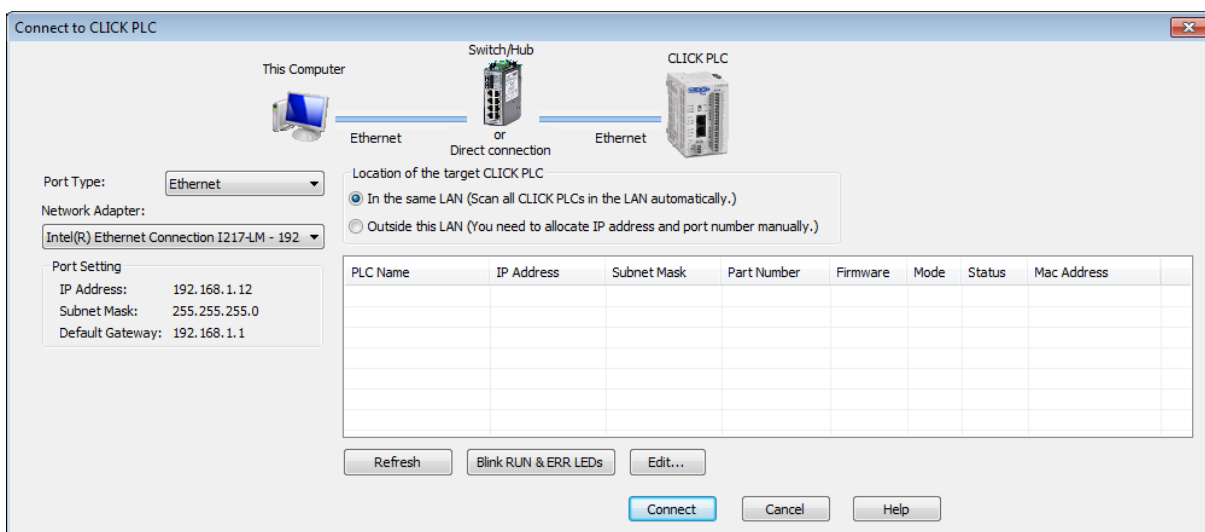 Connect to CLICK PLC
This Computer
Switch/Hub
CLICK PLC
Ethernet
or
Direct connection
Ethernet
Port Type:
Ethernet
Network Adapter:
Intel(R) Ethernet Connection I217-LM - 192
Port Setting
IP Address: 192.168.1.12
Subnet Mask: 255.255.255.0
Default Gateway: 192.168.1.1
Location of the target CLICK PLC
In the same LAN (Scan all CLICK PLCs in the LAN automatically.)
Outside this LAN (You need to allocate IP address and port number manually.)
PLC Name IP Address Subnet Mask Part Number Firmware Mode Status Mac Address
Refresh Blink RUN & ERR LEDs Edit...
Connect Cancel Help